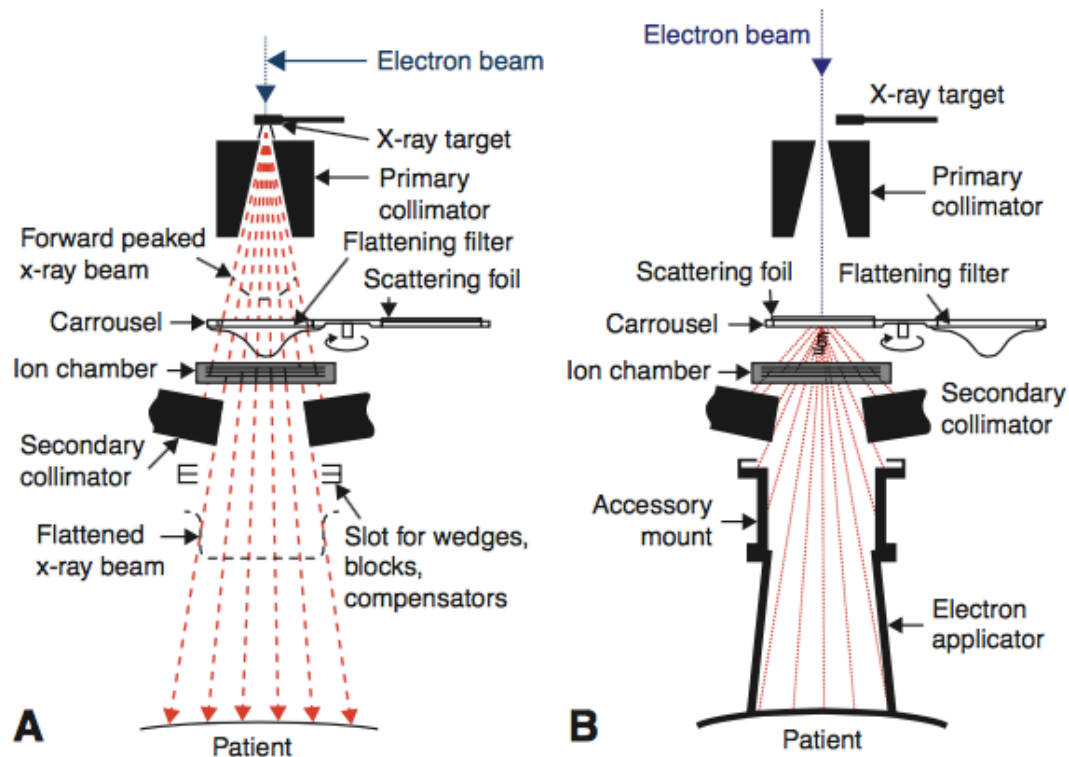 Electron beam
X-ray target
Primary
collimator
Forward peaked
x-ray beam
Flattening filter
Scattering foil
Carrousel
Ion chamber
Secondary
collimator
Flattened
x-ray beam
Slot for wedges,
blocks,
compensators
A
Patient
Electron beam
X-ray target
Primary
collimator
Scattering foil
Flattening filter
Carrousel
Ion chamber
Secondary
collimator
Accessory
mount
Electron
applicator
B
Patient